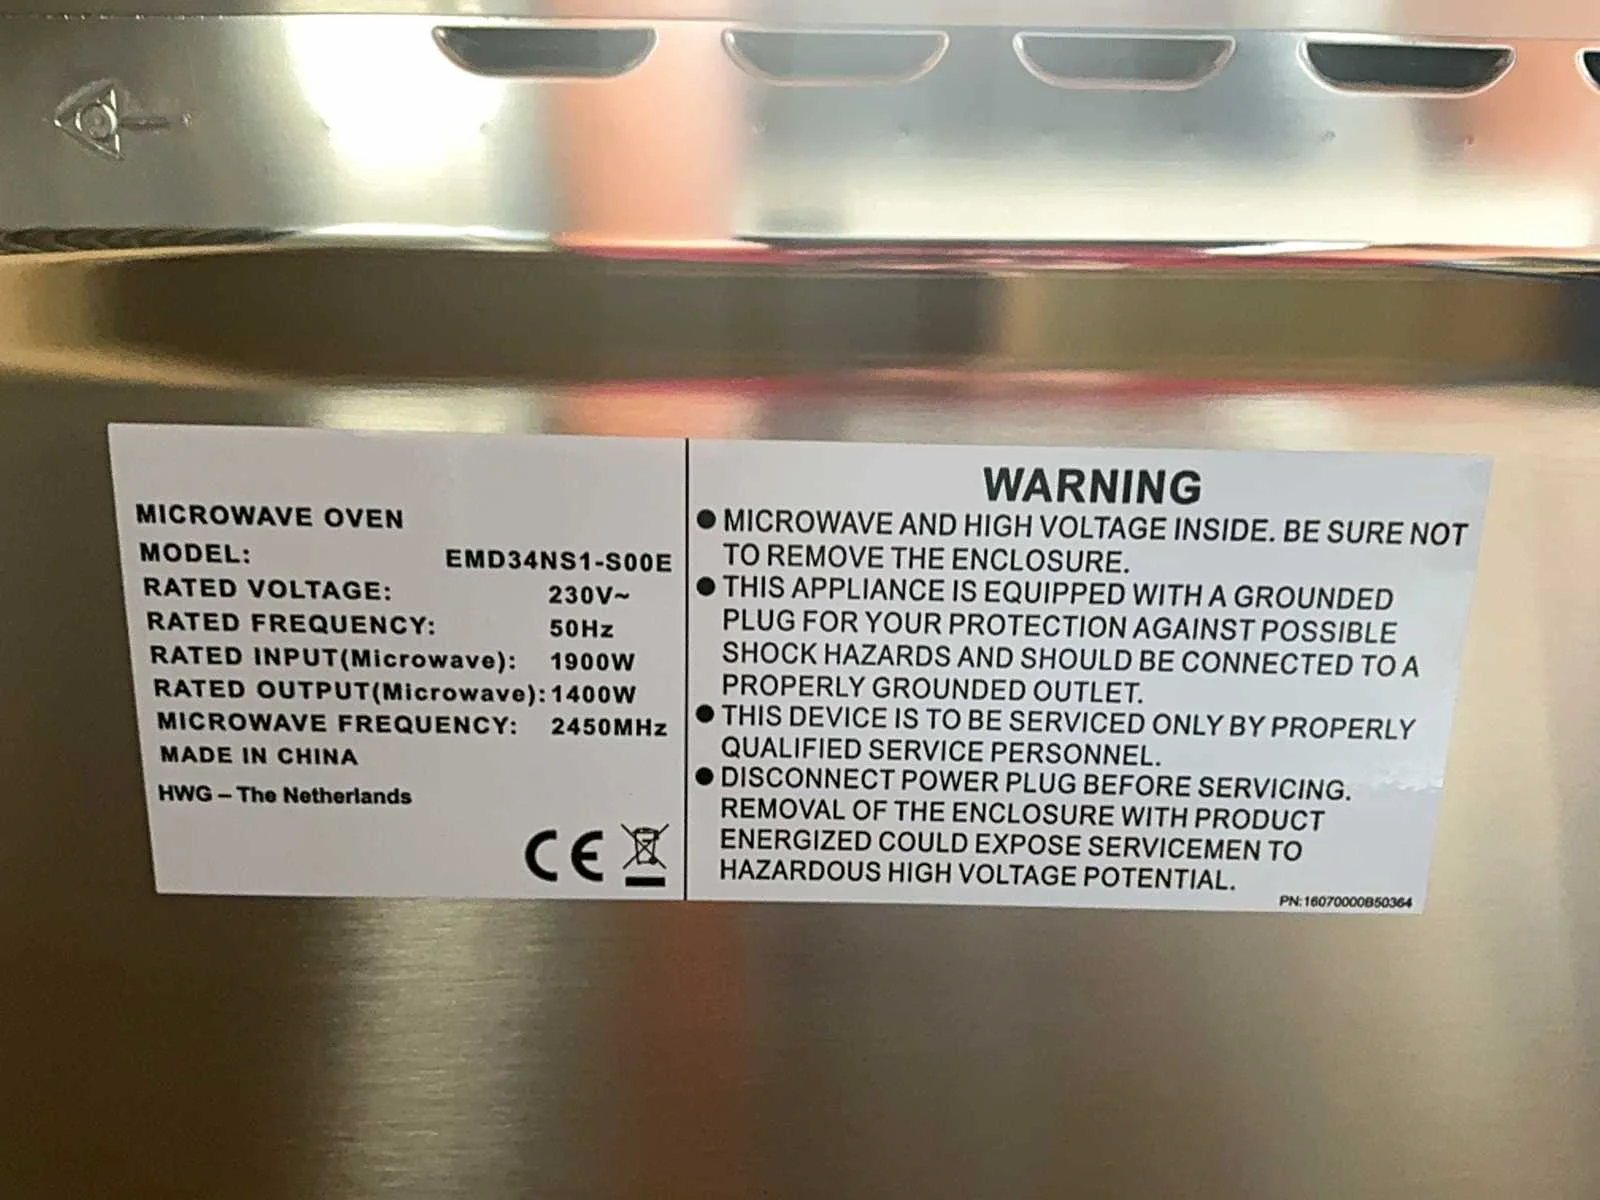 MICROWAVE OVEN
MODEL: EMD34NS1-S00E
RATED VOLTAGE: 230V~
RATED FREQUENCY: 50Hz
RATED INPUT(Microwave): 1900W
RATED OUTPUT(Microwave): 1400W
MICROWAVE FREQUENCY: 2450MHz
MADE IN CHINA
HWG – The Netherlands
CE
WARNING
● MICROWAVE AND HIGH VOLTAGE INSIDE. BE SURE NOT
TO REMOVE THE ENCLOSURE.
● THIS APPLIANCE IS EQUIPPED WITH A GROUNDED
PLUG FOR YOUR PROTECTION AGAINST POSSIBLE
SHOCK HAZARDS AND SHOULD BE CONNECTED TO A
PROPERLY GROUNDED OUTLET.
● THIS DEVICE IS TO BE SERVICED ONLY BY PROPERLY
QUALIFIED SERVICE PERSONNEL.
● DISCONNECT POWER PLUG BEFORE SERVICING.
REMOVAL OF THE ENCLOSURE WITH PRODUCT
ENERGIZED COULD EXPOSE SERVICEMEN TO
HAZARDOUS HIGH VOLTAGE POTENTIAL.
PN:16070000B50364